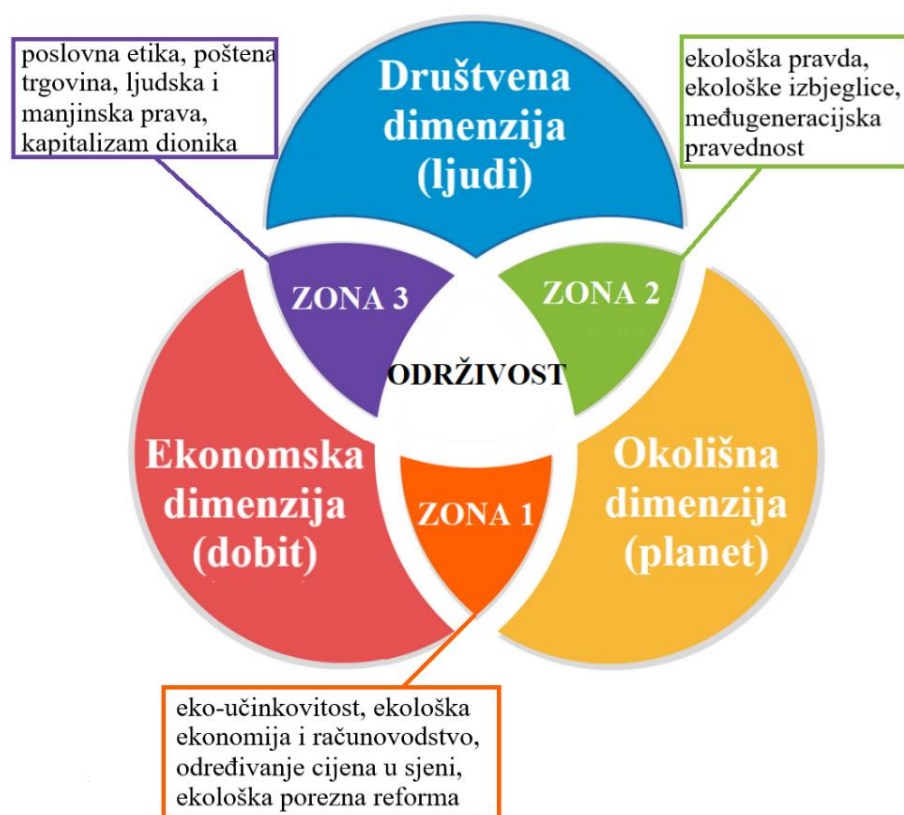 poslovna etika, poštena
trgovina, ljudska i
manjinska prava,
kapitalizam dionika
Društvena
dimenzija
(ljudi)
ekološka pravda,
ekološke izbjeglice,
međugeneracijska
pravednost
ZONA 3
ZONA 2
ODRŽIVOST
Ekonomska
dimenzija
(dobit)
ZONA 1
Okolišna
dimenzija
(planet)
eko-učinkovitost, ekološka
ekonomija i računovodstvo,
određivanje cijena u sjeni,
ekološka porezna reforma